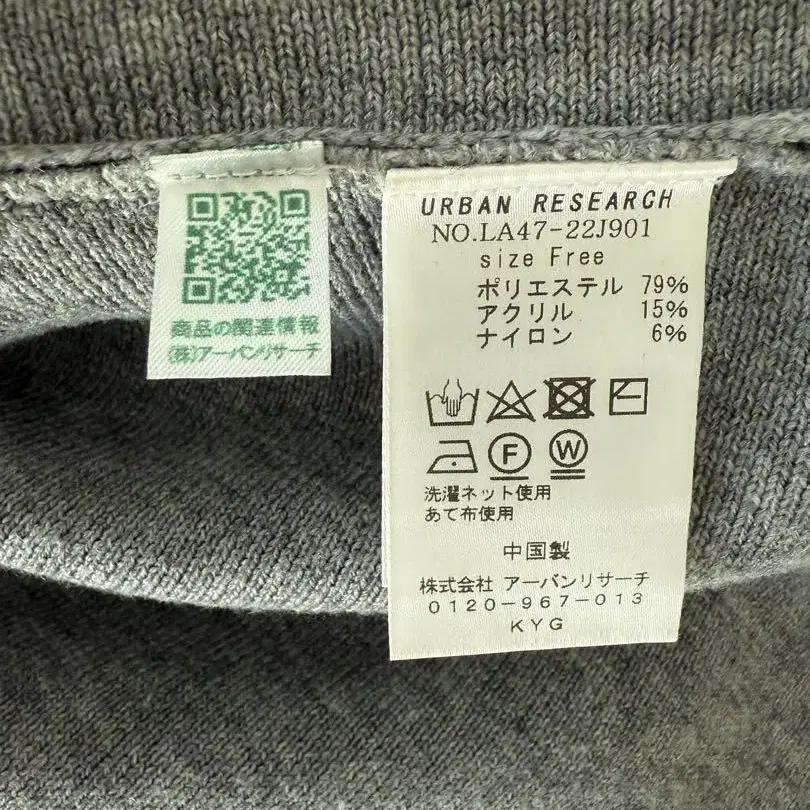 商品の関連情報
(株)アーバンリサーチ
URBAN RESEARCH
NO.LA47-22J901
size Free
ポリエステル 79%
アクリル 15%
ナイロン 6%
F W
洗濯ネット使用
あて布使用
中国製
株式会社 アーバンリサーチ
0120-967-013
KYG